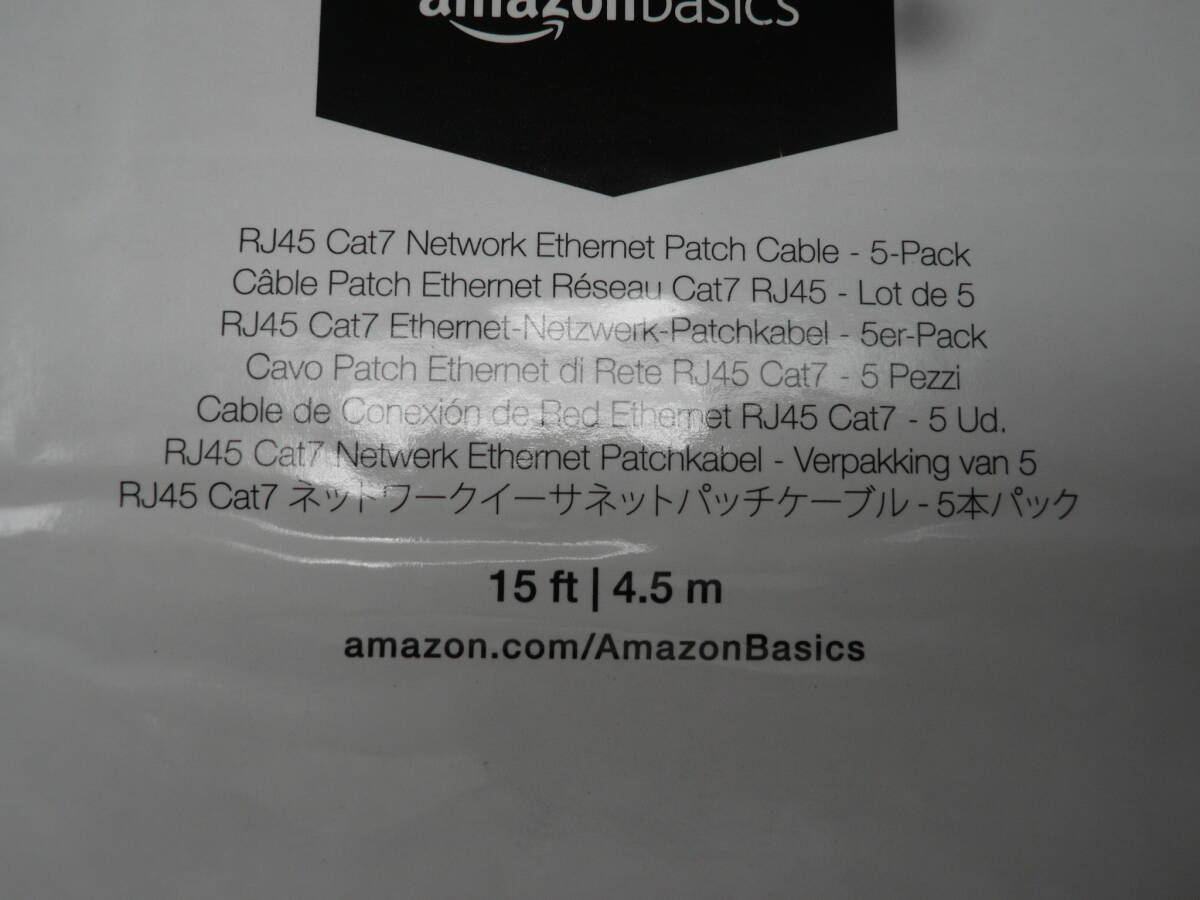 amazonbasics
RJ45 Cat7 Network Ethernet Patch Cable - 5-Pack
Câble Patch Ethernet Réseau Cat7 RJ45 - Lot de 5
RJ45 Cat7 Ethernet-Netzwerk-Patchkabel - 5er-Pack
Cavo Patch Ethernet di Rete RJ45 Cat7 - 5 Pezzi
Cable de Conexión de Red Ethernet RJ45 Cat7 - 5 Ud.
RJ45 Cat7 Netwerk Ethernet Patchkabel - Verpakking van 5
RJ45 Cat7 ネットワークイーサネットパッチケーブル - 5本パック
15 ft | 4.5 m
amazon.com/AmazonBasics